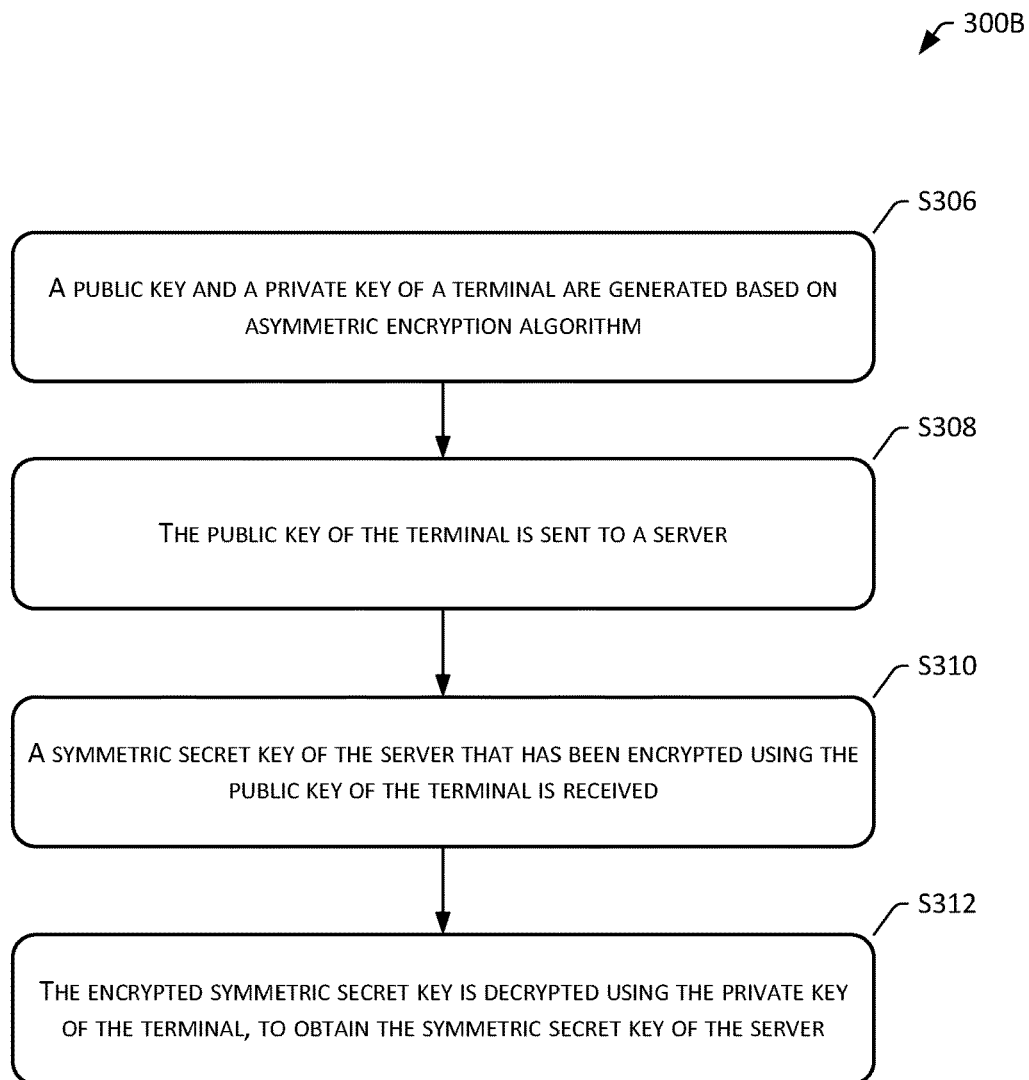 300B
S306
A PUBLIC KEY AND A PRIVATE KEY OF A TERMINAL ARE GENERATED BASED ON
ASYMMETRIC ENCRYPTION ALGORITHM
S308
THE PUBLIC KEY OF THE TERMINAL IS SENT TO A SERVER
S310
A SYMMETRIC SECRET KEY OF THE SERVER THAT HAS BEEN ENCRYPTED USING THE
PUBLIC KEY OF THE TERMINAL IS RECEIVED
S312
THE ENCRYPTED SYMMETRIC SECRET KEY IS DECRYPTED USING THE PRIVATE KEY
OF THE TERMINAL, TO OBTAIN THE SYMMETRIC SECRET KEY OF THE SERVER